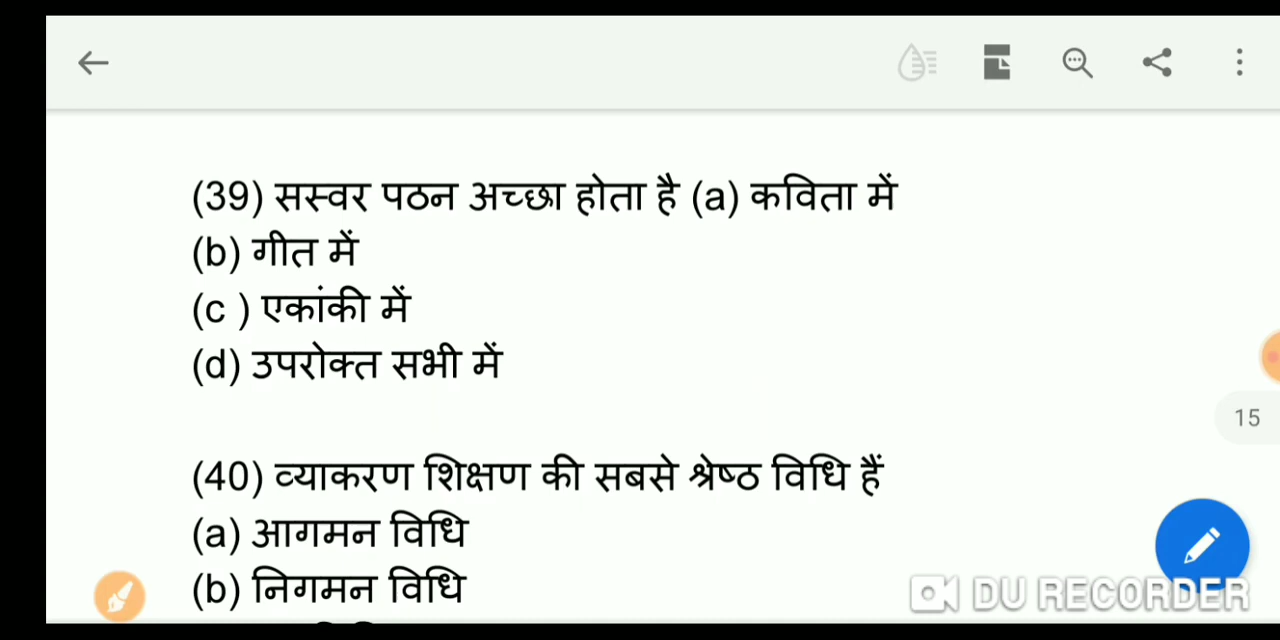 (39) सस्वर पठन अच्छा होता है (a) कविता में
(b) गीत में
(c ) एकांकी में
(d) उपरोक्त सभी में
15
(40) व्याकरण शिक्षण की सबसे श्रेष्ठ विधि हैं
(a) आगमन विधि
(b) निगमन विधि
DU RECORDER